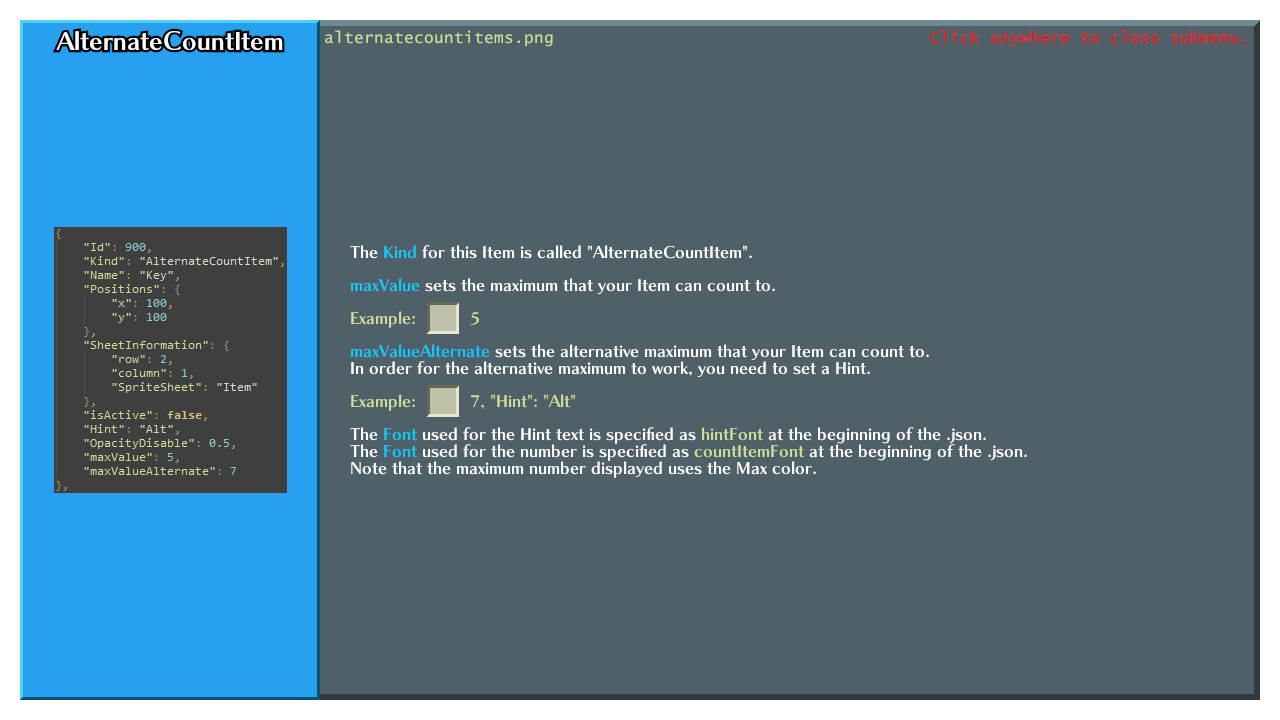 AlternateCountItem
alternatecountitems.png
Click anywhere to close submenu.
{
"Id": 900,
"Kind": "AlternateCountItem",
"Name": "Key",
"Positions": {
"x": 100,
"y": 100
},
"SheetInformation": {
"row": 2,
"column": 1,
"SpriteSheet": "Item"
},
"isActive": false,
"Hint": "Alt",
"OpacityDisable": 0.5,
"maxValue": 5,
"maxValueAlternate": 7
},
The Kind for this Item is called "AlternateCountItem".
maxValue sets the maximum that your Item can count to.
Example: 5
maxValueAlternate sets the alternative maximum that your Item can count to.
In order for the alternative maximum to work, you need to set a Hint.
Example: 7, "Hint": "Alt"
The Font used for the Hint text is specified as hintFont at the beginning of the .json.
The Font used for the number is specified as countItemFont at the beginning of the .json.
Note that the maximum number displayed uses the Max color.